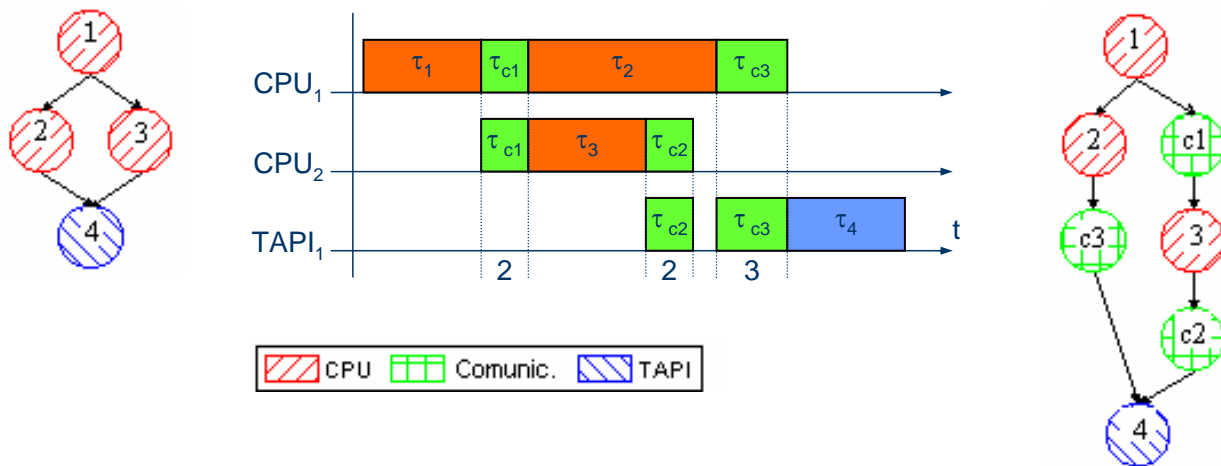 1
2 3
4
CPU₁ τ₁ τc1 τ₂ τc3
CPU₂ τc1 τ₃ τc2
TAPI₁ τc2 τc3 τ₄ t
2 2 3
CPU Comunic. TAPI
1
2 c1
c3 3
c2
4